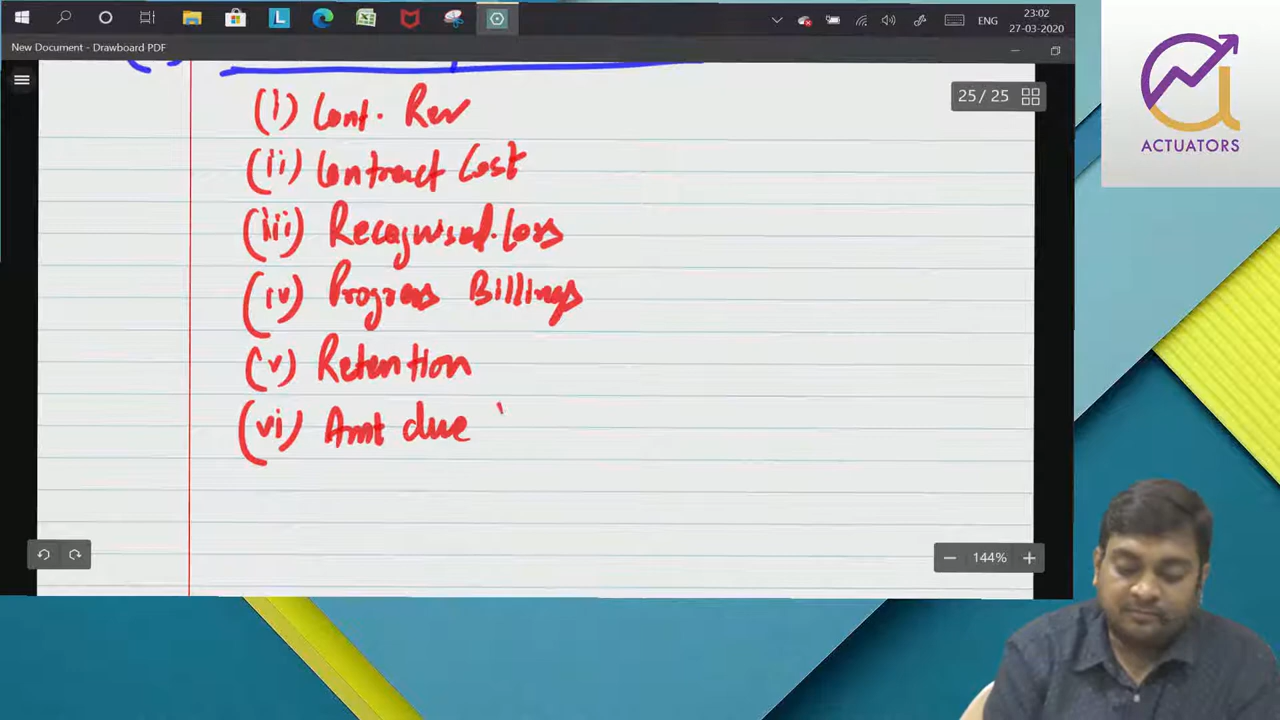 23:02
ENG
27-03-2020
New Document - Drawboard PDF
25 / 25
ACTUATORS
(i) Cont. Rev
(ii) Contract Cost
(iii) Recognised. Loss
(iv) Progress Billings
(v) Retention
(vi) Amt due
144%